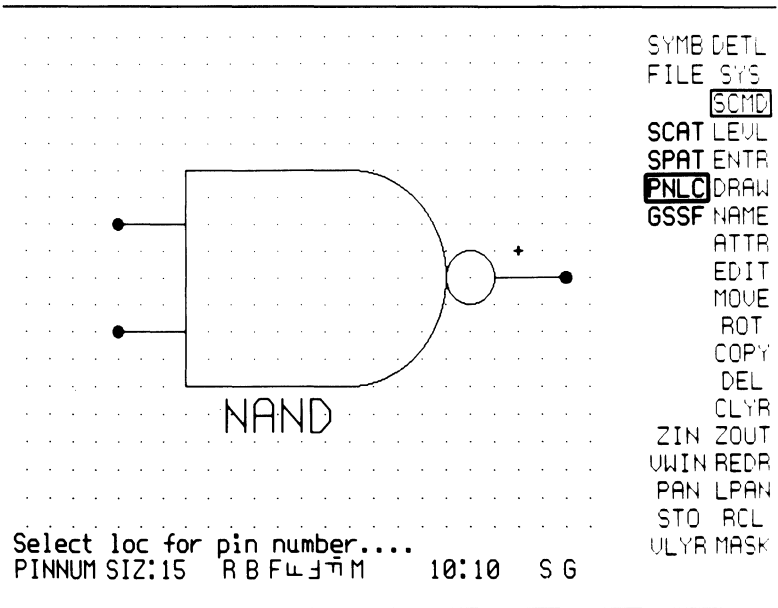 SYMB DETL
FILE SYS
SCMD
SCAT LEVL
SPAT ENTR
PNLC DRAW
GSSF NAME
ATTR
EDIT
MOVE
ROT
COPY
DEL
CLYR
ZIN ZOUT
VWIN REDR
PAN LPAN
STO RCL
VLYR MASK
NAND
Select loc for pin number....
PINNUM SIZ:15 R B F M 10:10 S G